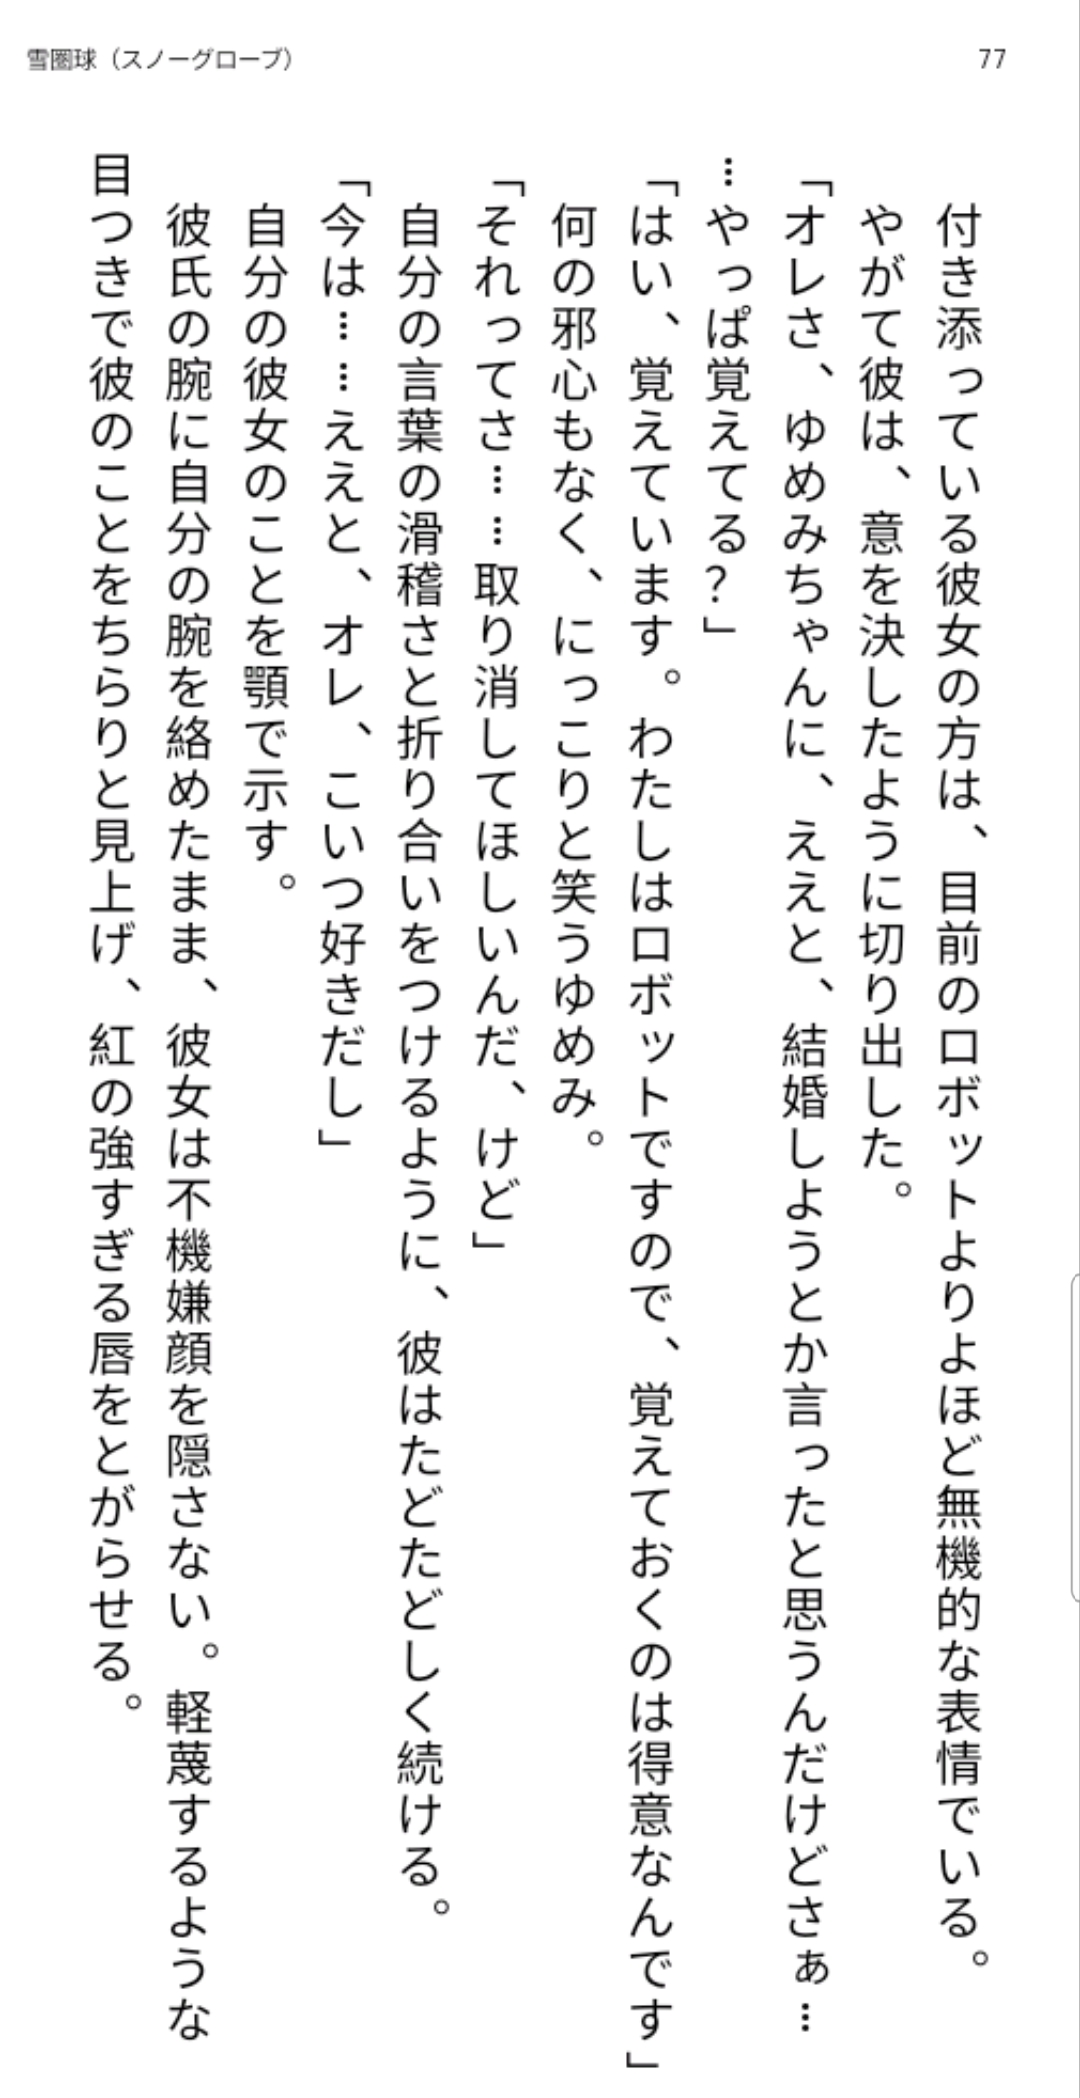 雪圏球（スノーグローブ）
77
付き添っている彼女の方は、目前のロボットよりよほど無機的な表情でいる。
やがて彼は、意を決したように切り出した。
「オレさ、ゆめみちゃんに、ええと、結婚しようとか言ったと思うんだけどさぁ…
…やっぱ覚えてる？」
「はい、覚えています。わたしはロボットですので、覚えておくのは得意なんです」
何の邪心もなく、にっこりと笑うゆめみ。
「それってさ……取り消してほしいんだ、けど」
自分の言葉の滑稽さと折り合いをつけるように、彼はたどたどしく続ける。
「今は……ええと、オレ、こいつ好きだし」
自分の彼女のことを顎で示す。
彼氏の腕に自分の腕を絡めたまま、彼女は不機嫌顔を隠さない。軽蔑するような
目つきで彼のことをちらりと見上げ、紅の強すぎる唇をとがらせる。